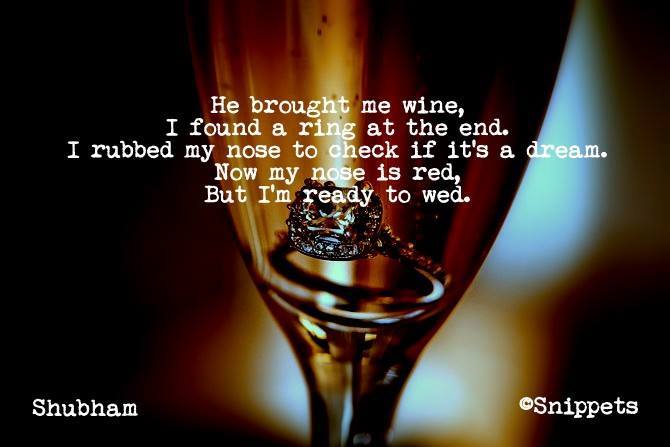 He brought me wine,
I found a ring at the end.
I rubbed my nose to check if it's a dream.
Now my nose is red,
But I'm ready to wed.
Shubham
©Snippets